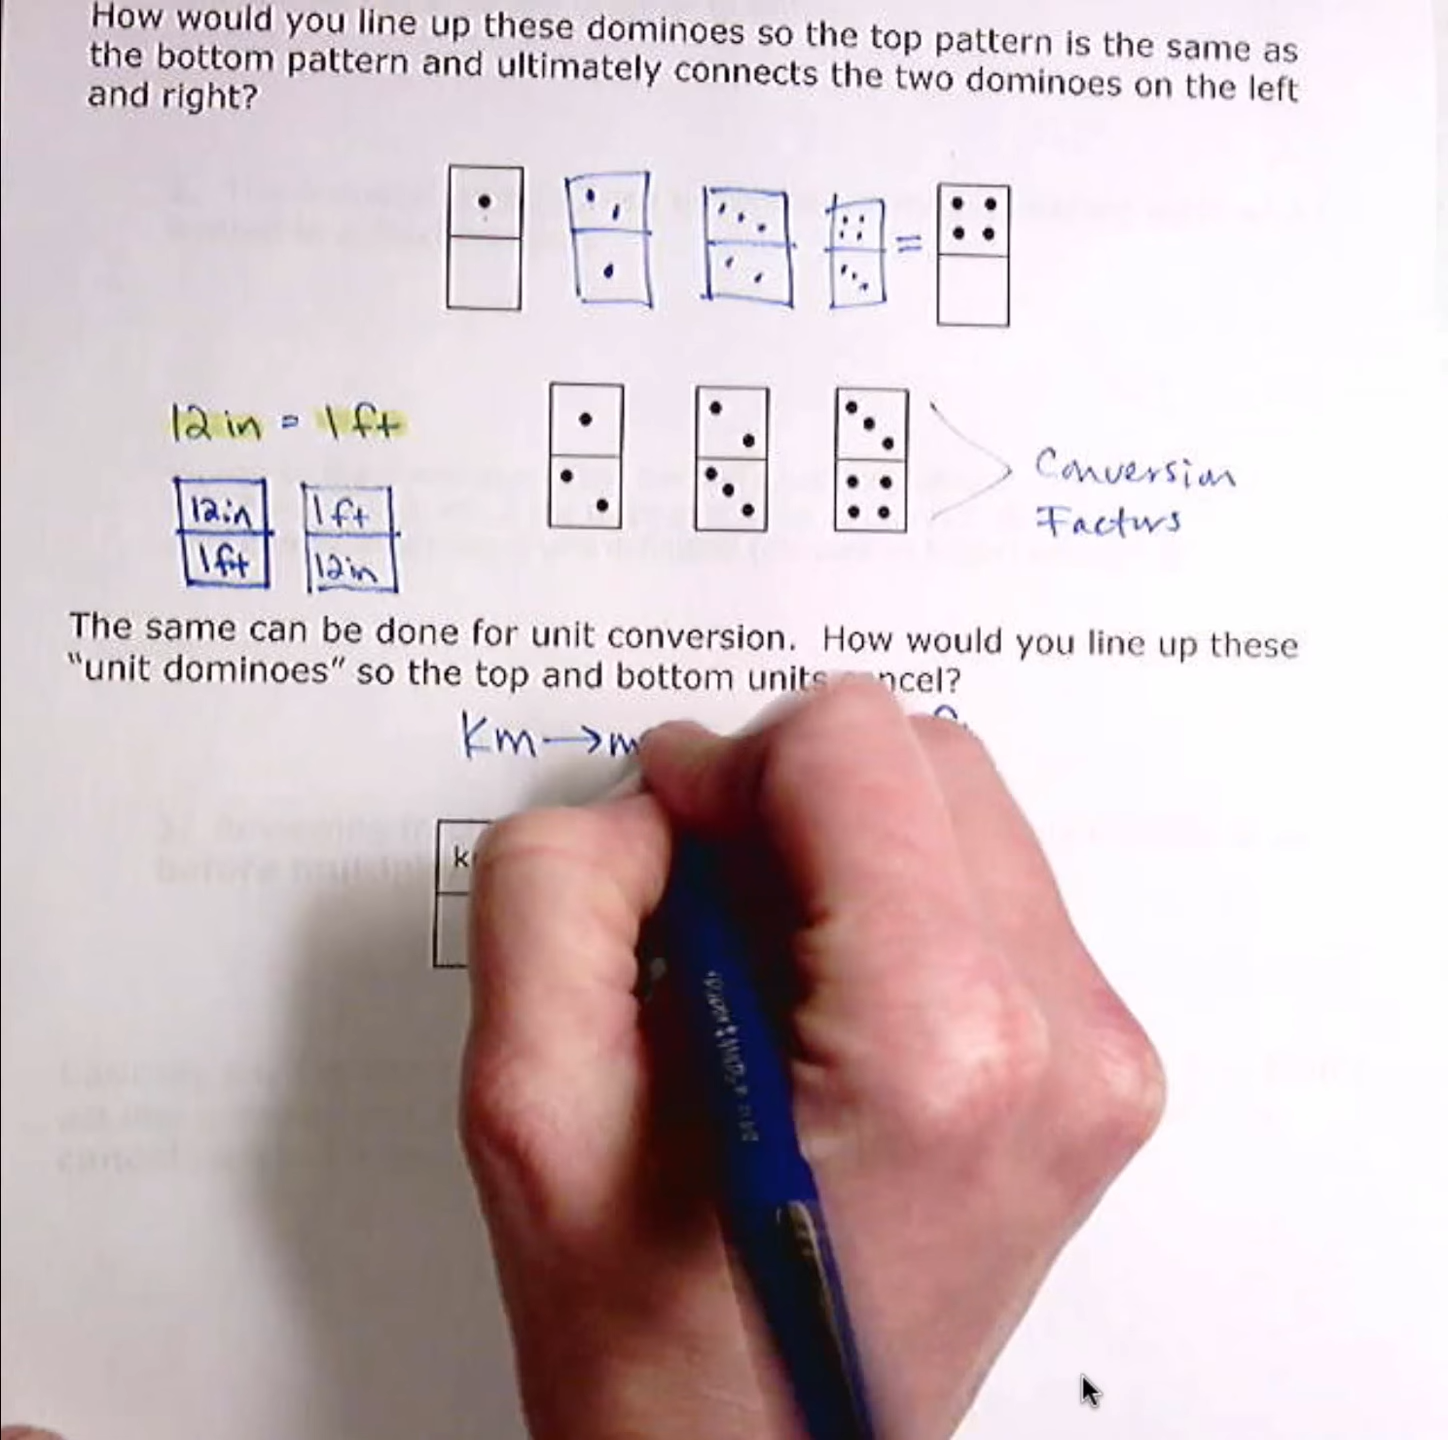 How would you line up these dominoes so the top pattern is the same as
the bottom pattern and ultimately connects the two dominoes on the left
and right?
=
12 in = 1 ft
12in
1ft
1 ft
12in
Conversion
Factors
The same can be done for unit conversion. How would you line up these
"unit dominoes" so the top and bottom units
Km→m